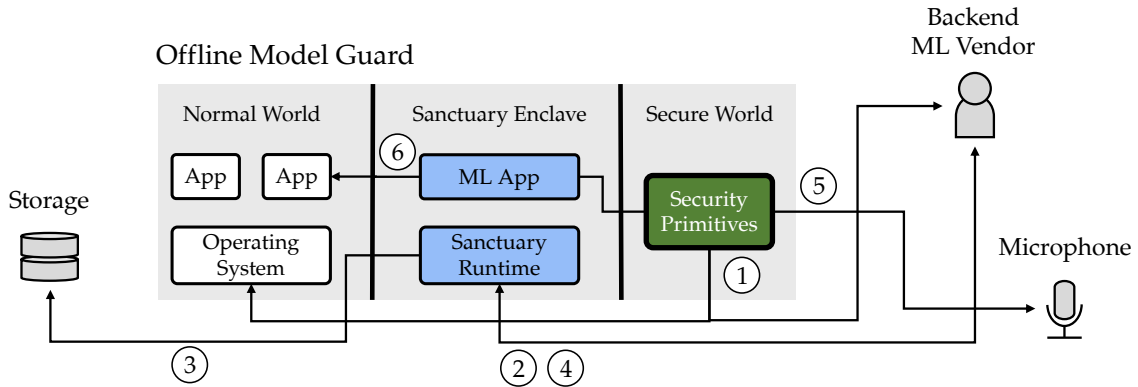 Backend
ML Vendor
Offline Model Guard
Normal World
Sanctuary Enclave
Secure World
6
App
App
ML App
5
Security
Primitives
Storage
Operating
System
Sanctuary
Runtime
Microphone
1
3
2
4